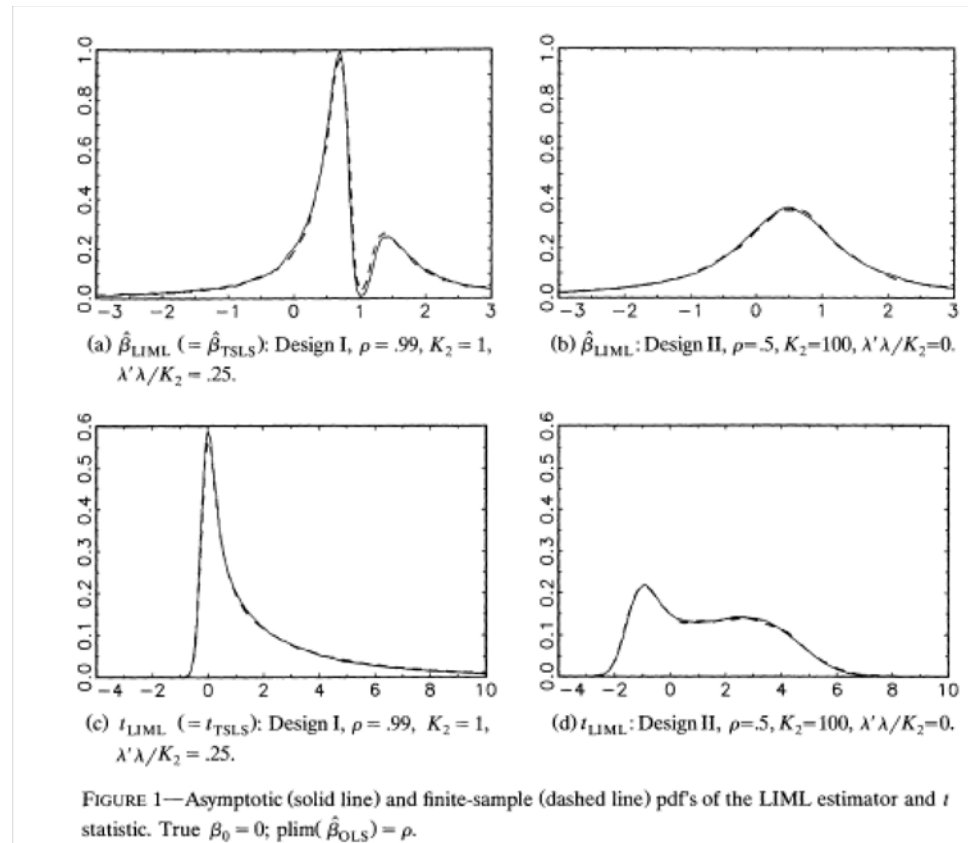 0.0 0.2 0.4 0.6 0.8 1.0
-3 -2 -1 0 1 2 3
0.0 0.2 0.4 0.6 0.8 1.0
-3 -2 -1 0 1 2 3
(a) β̂_LIML (= β̂_TSLS): Design I, ρ = .99, K₂ = 1,
λ′λ/K₂ = .25.
(b) β̂_LIML: Design II, ρ=.5, K₂=100, λ′λ/K₂=0.
0.0 0.1 0.2 0.3 0.4 0.5 0.6
-4 -2 0 2 4 6 8 10
0.0 0.1 0.2 0.3 0.4 0.5 0.6
-4 -2 0 2 4 6 8 10
(c) t_LIML (= t_TSLS): Design I, ρ = .99, K₂ = 1,
λ′λ/K₂ = .25.
(d) t_LIML: Design II, ρ=.5, K₂=100, λ′λ/K₂=0.
FIGURE 1—Asymptotic (solid line) and finite-sample (dashed line) pdf's of the LIML estimator and t
statistic. True β₀ = 0; plim(β̂_OLS) = ρ.